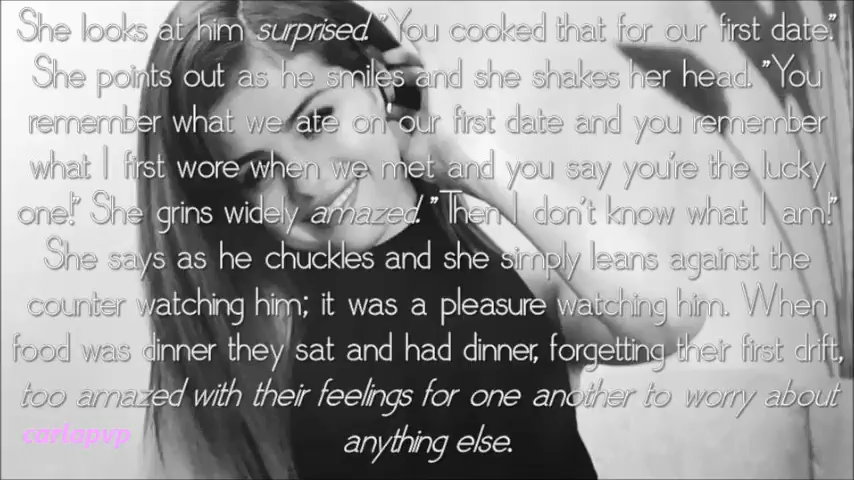 She looks at him surprised. "You cooked that for our first date."
She points out as he smiles and she shakes her head. "You
remember what we ate on our first date and you remember
what I first wore when we met and you say you're the lucky
one!" She grins widely amazed. "Then I don't know what I am!"
She says as he chuckles and she simply leans against the
counter watching him; it was a pleasure watching him. When
food was dinner they sat and had dinner, forgetting their first drift,
too amazed with their feelings for one another to worry about
anything else.
carlapvp